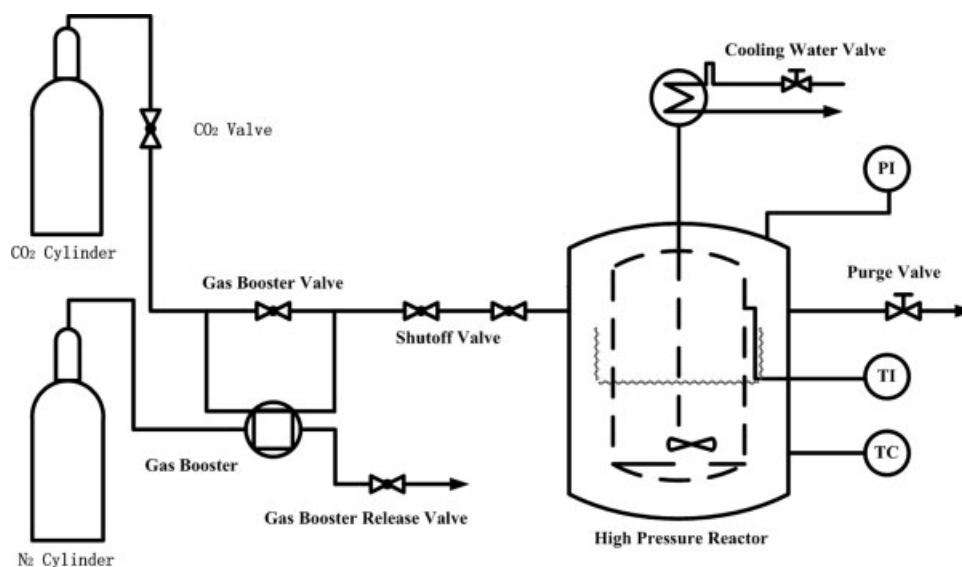 Cooling Water Valve
CO2 Valve
PI
CO2 Cylinder
Gas Booster Valve
Purge Valve
Shutoff Valve
TI
Gas Booster
TC
Gas Booster Release Valve
High Pressure Reactor
N2 Cylinder